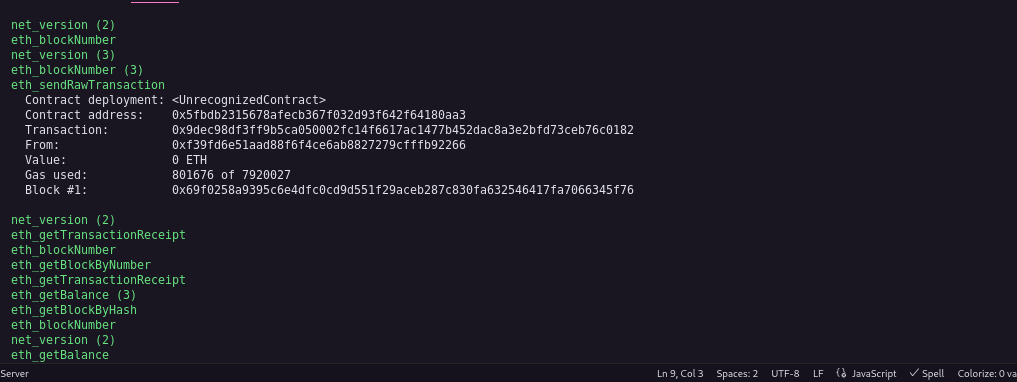 net_version (2)
eth_blockNumber
net_version (3)
eth_blockNumber (3)
eth_sendRawTransaction
Contract deployment: <UnrecognizedContract>
Contract address: 0x5fbdb2315678afecb367f032d93f642f64180aa3
Transaction: 0x9dec98df3ff9b5ca050002fc14f6617ac1477b452dac8a3e2bfd73ceb76c0182
From: 0xf39fd6e51aad88f6f4ce6ab8827279cfffb92266
Value: 0 ETH
Gas used: 801676 of 7920027
Block #1: 0x69f0258a9395c6e4dfc0cd9d551f29aceb287c830fa632546417fa7066345f76
net_version (2)
eth_getTransactionReceipt
eth_blockNumber
eth_getBlockByNumber
eth_getTransactionReceipt
eth_getBalance (3)
eth_getBlockByHash
eth_blockNumber
net_version (2)
eth_getBalance
Server Ln 9, Col 3 Spaces: 2 UTF-8 LF JavaScript Spell Colorize: 0 va